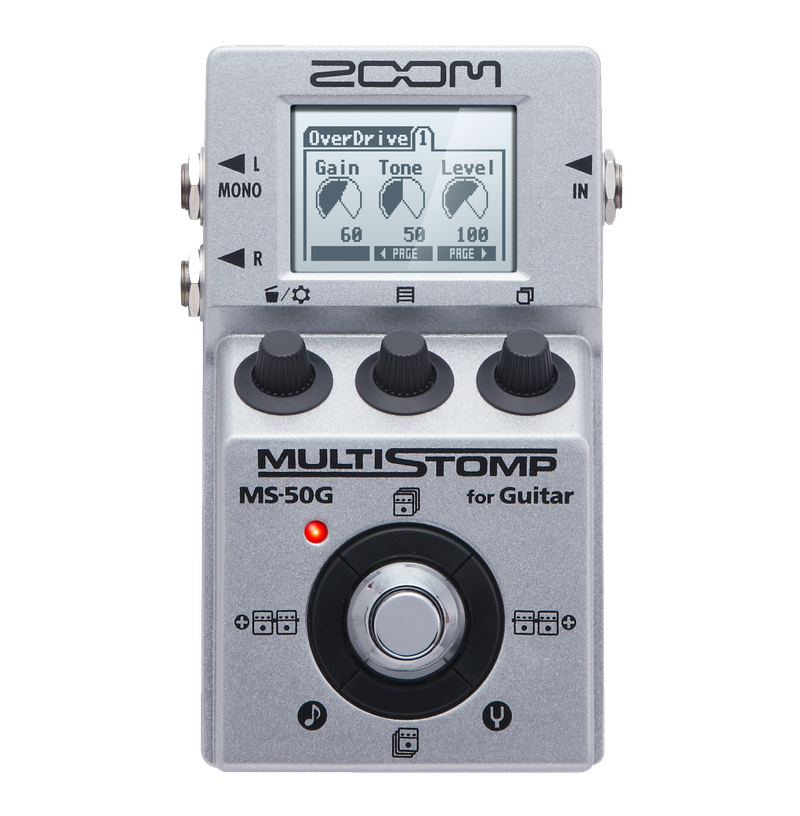 ZOOM
OverDrive 1
L
MONO
Gain Tone Level
IN
60 50 100
PAGE PAGE
R
MULTISTOMP
MS-50G for Guitar